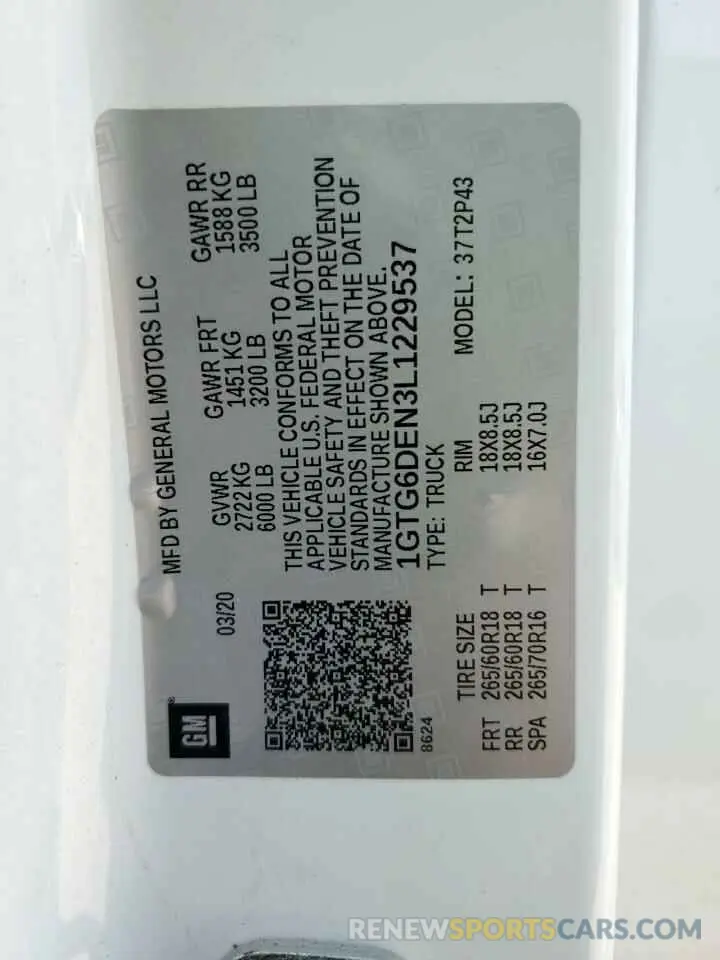 MFD BY GENERAL MOTORS LLC
GM
03/20
GVWR GAWR FRT GAWR RR
2722 KG 1451 KG 1588 KG
6000 LB 3200 LB 3500 LB
THIS VEHICLE CONFORMS TO ALL
APPLICABLE U.S. FEDERAL MOTOR
VEHICLE SAFETY AND THEFT PREVENTION
STANDARDS IN EFFECT ON THE DATE OF
MANUFACTURE SHOWN ABOVE.
1GTG6DEN3L1229537
8624
TYPE: TRUCK MODEL: 37T2P43
TIRE SIZE RIM
FRT 265/60R18 T 18X8.5J
RR 265/60R18 T 18X8.5J
SPA 265/70R16 T 16X7.0J
RENEWSPORTSCARS.COM